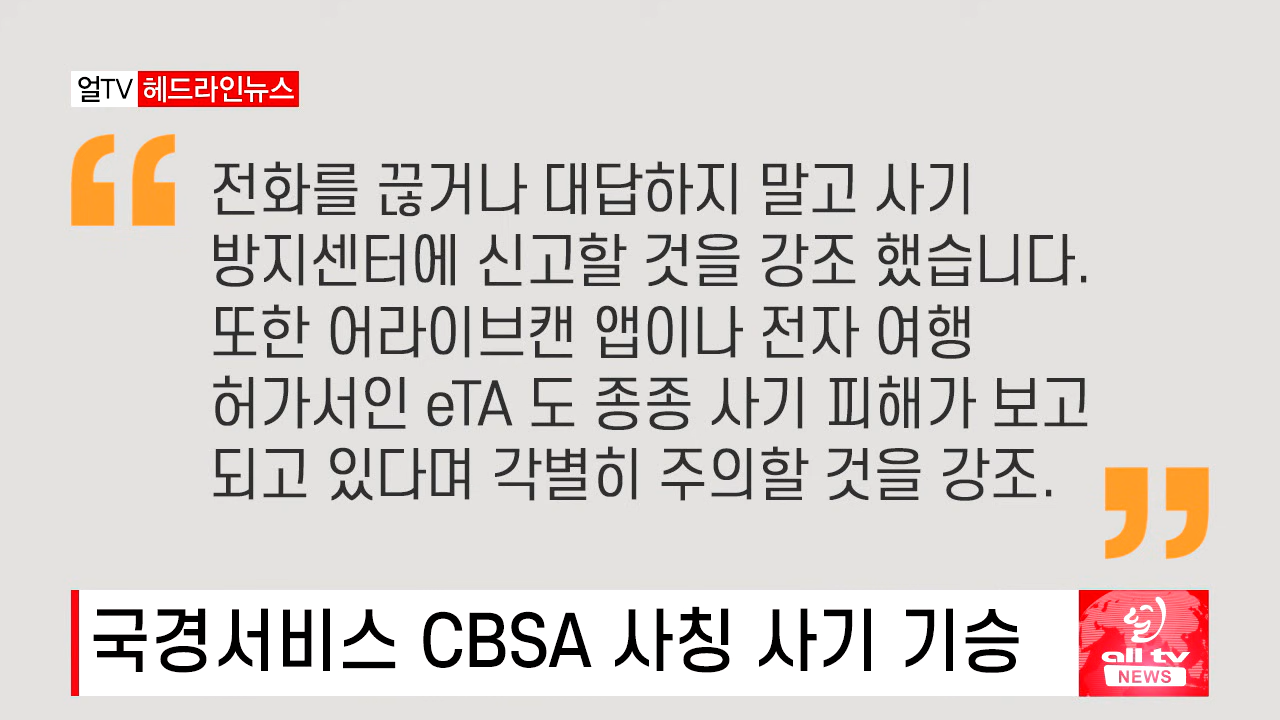 얼TV 헤드라인뉴스
전화를 끊거나 대답하지 말고 사기
방지센터에 신고할 것을 강조 했습니다.
또한 어라이브캔 앱이나 전자 여행
허가서인 eTA 도 종종 사기 피해가 보고
되고 있다며 각별히 주의할 것을 강조.
국경서비스 CBSA 사칭 사기 기승
얼
all tv
NEWS